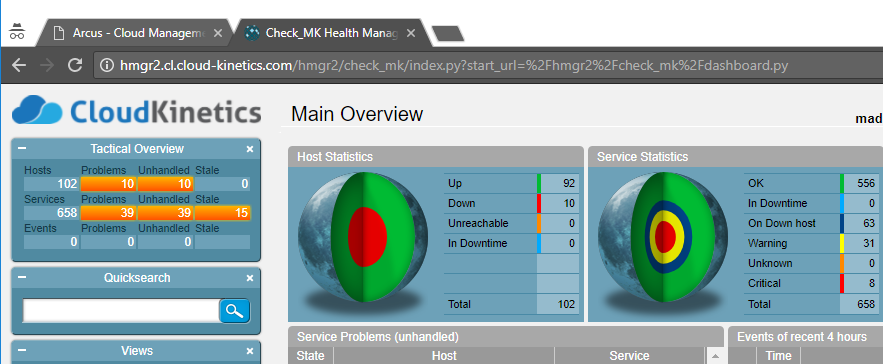 Arcus - Cloud Managem
Check_MK Health Manag
hmgr2.cl.cloud-kinetics.com/hmgr2/check_mk/index.py?start_url=%2Fhmgr2%2Fcheck_mk%2Fdashboard.py
CloudKinetics
Main Overview
mad
Tactical Overview
Hosts Problems Unhandled Stale
102 10 10 0
Services Problems Unhandled Stale
658 39 39 15
Events Problems Unhandled
0 0 0
Quicksearch
Views
Host Statistics
Up 92
Down 10
Unreachable 0
In Downtime 0
Total 102
Service Statistics
OK 556
In Downtime 0
On Down host 63
Warning 31
Unknown 0
Critical 8
Total 658
Service Problems (unhandled)
State Host Service
Events of recent 4 hours
Time